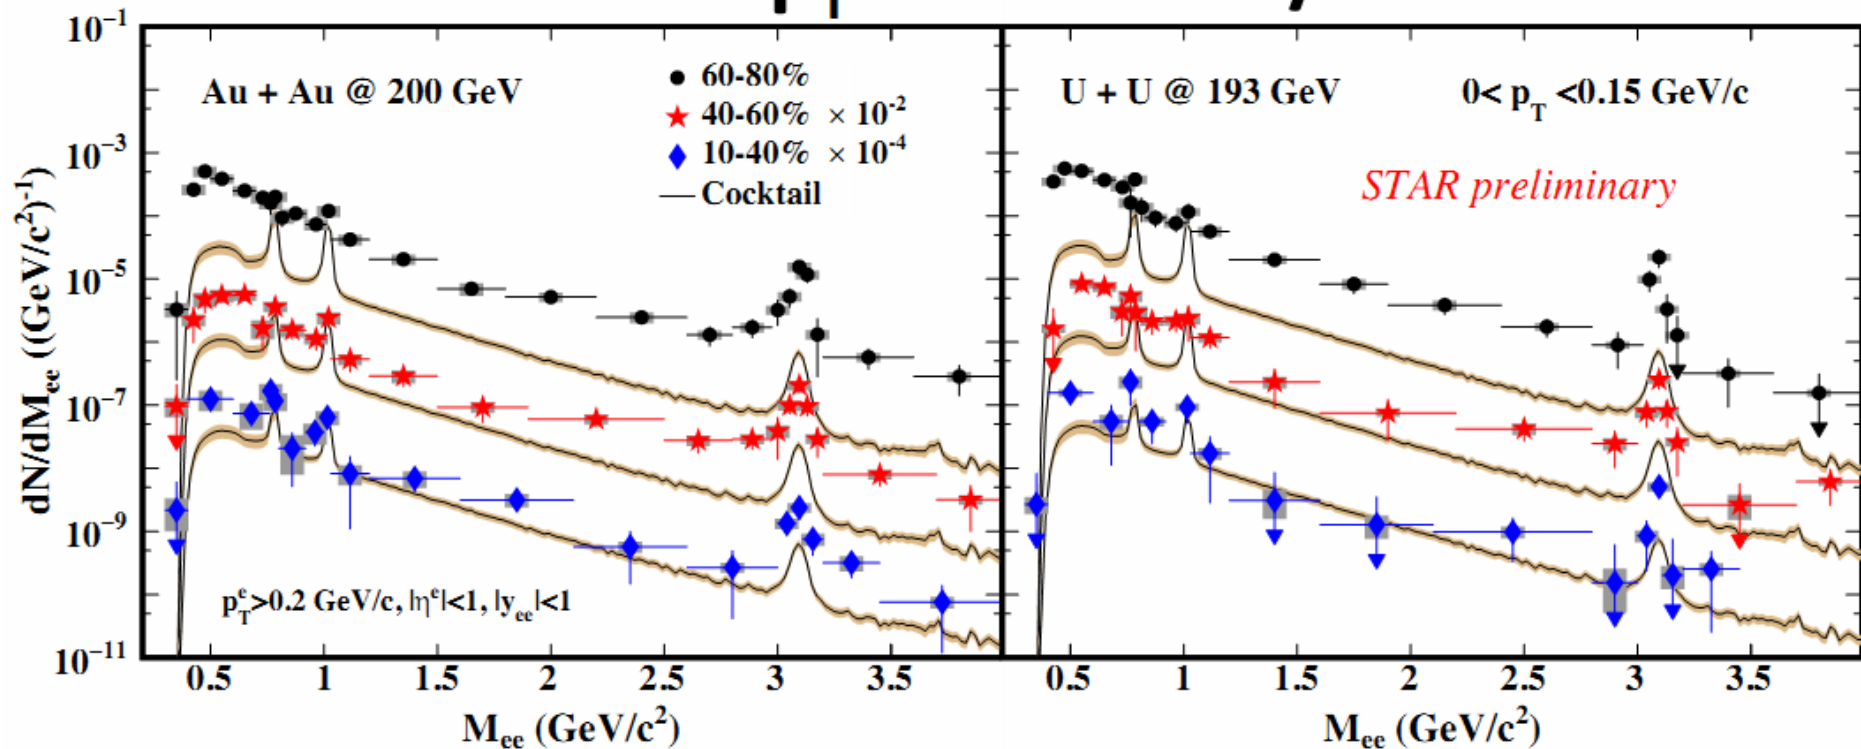 Au + Au @ 200 GeV
60-80%
40-60% × 10⁻²
10-40% × 10⁻⁴
Cocktail
p_T^e>0.2 GeV/c, |η^e|<1, |y_ee|<1
U + U @ 193 GeV 0< p_T <0.15 GeV/c
STAR preliminary
dN/dM_ee ((GeV/c²)⁻¹)
10⁻¹
10⁻³
10⁻⁵
10⁻⁷
10⁻⁹
10⁻¹¹
0.5 1 1.5 2 2.5 3 3.5 0.5 1 1.5 2 2.5 3 3.5
M_ee (GeV/c²) M_ee (GeV/c²)